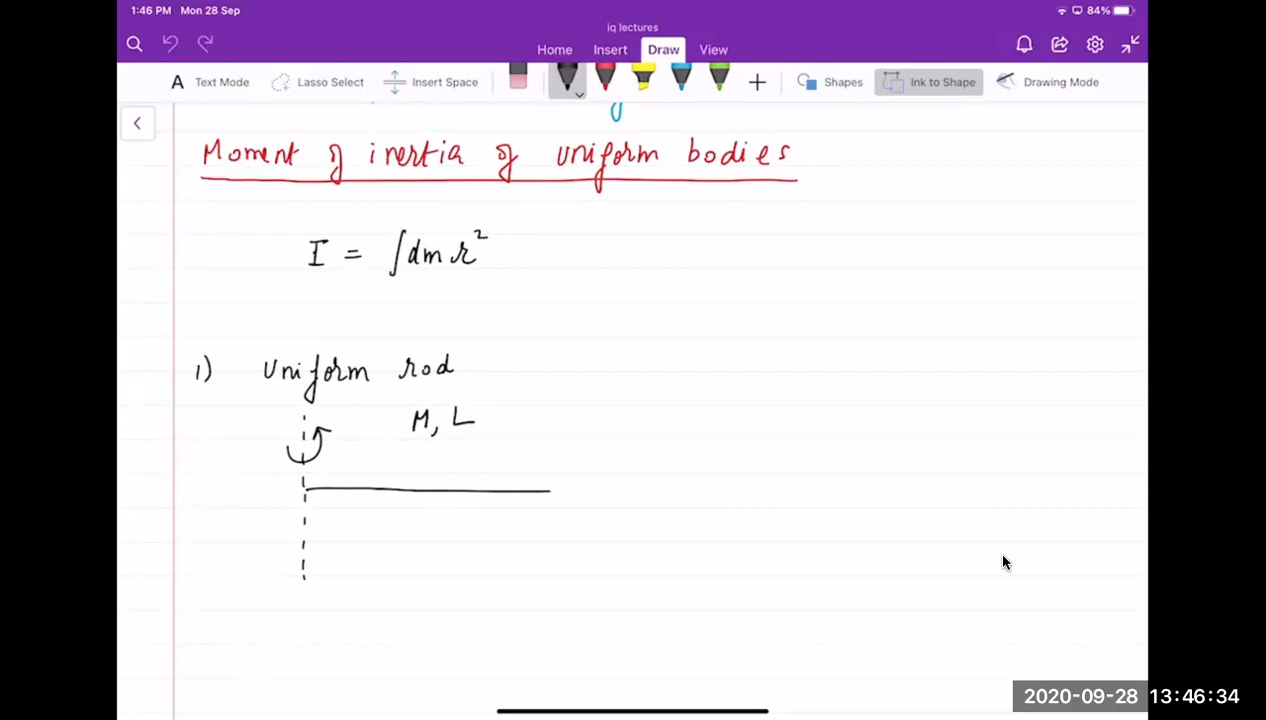 1:46 PM Mon 28 Sep
84%
iq lectures
Home Insert Draw View
A Text Mode Lasso Select Insert Space Shapes Ink to Shape Drawing Mode
Moment of inertia of uniform bodies
I = ∫dm r²
1) Uniform rod
M, L
2020-09-28 13:46:34